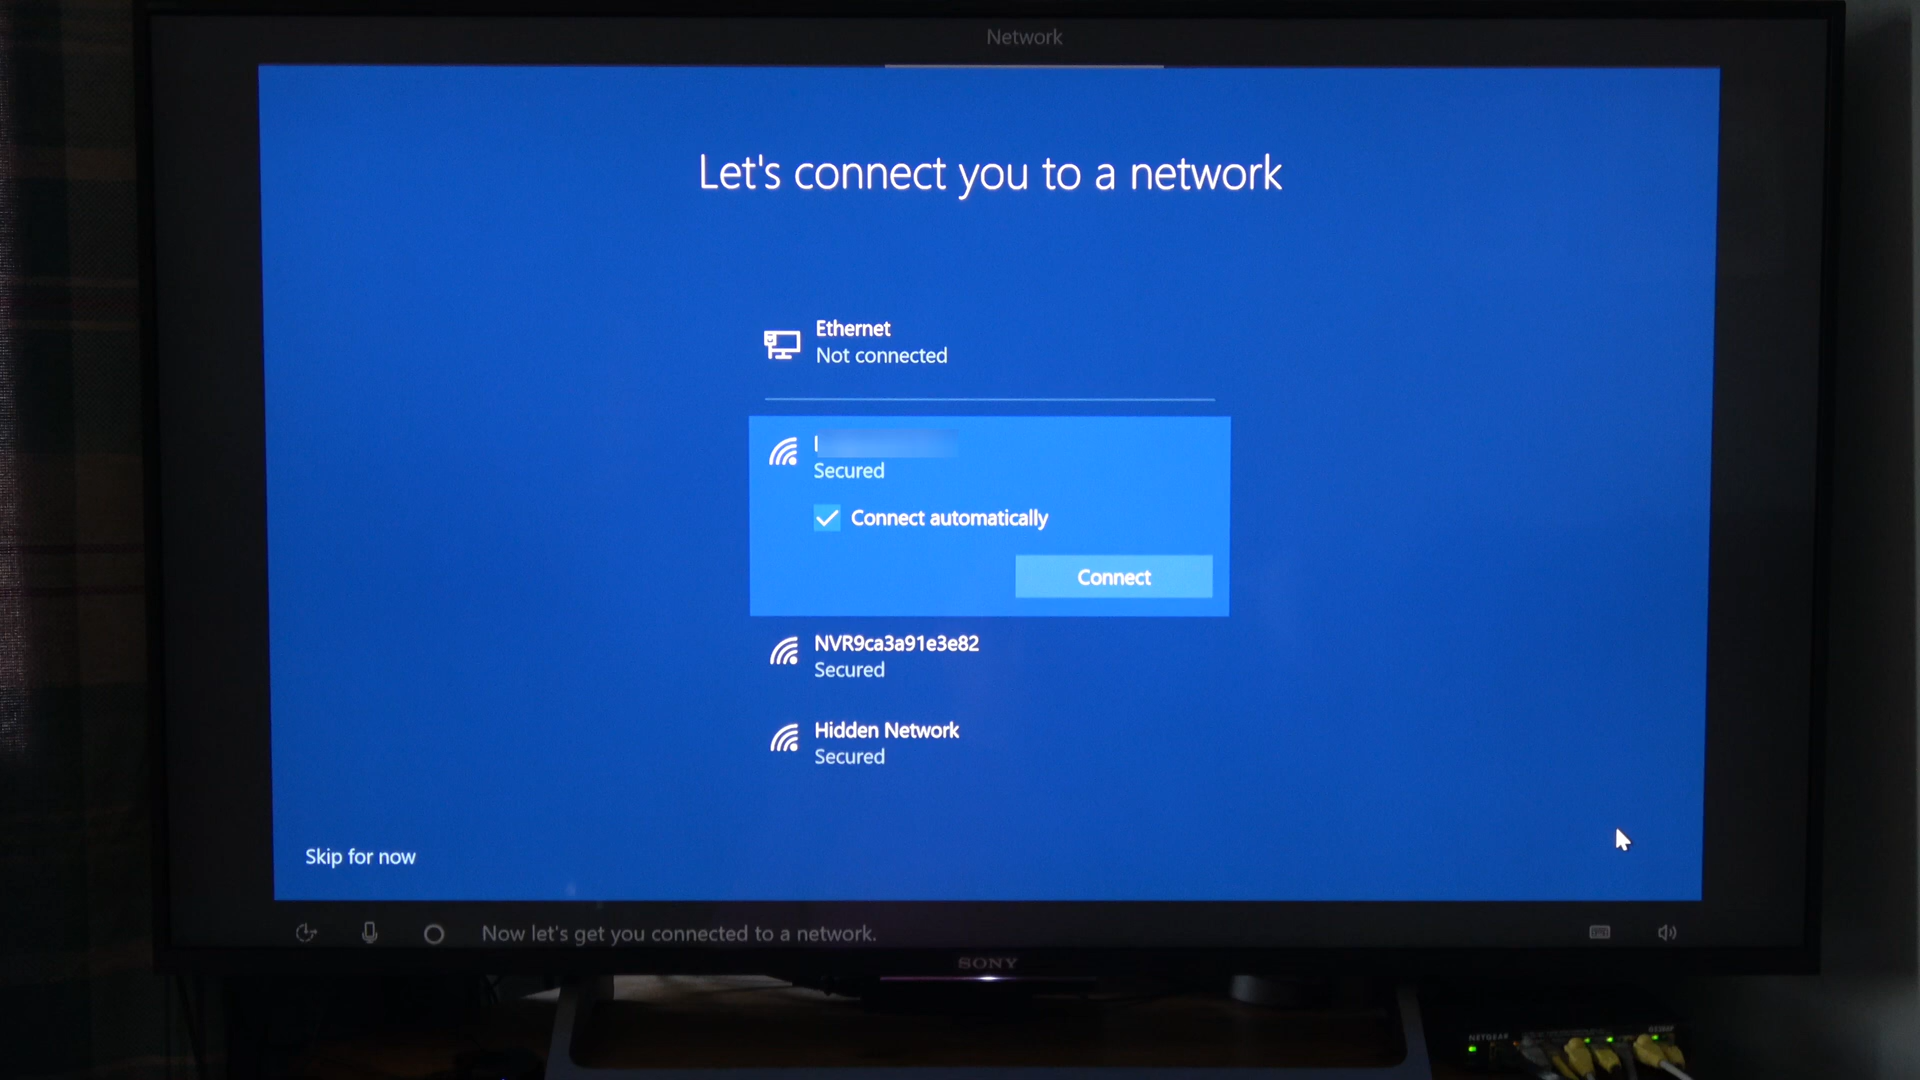 Network
Let's connect you to a network
Ethernet
Not connected
Secured
Connect automatically
Connect
NVR9ca3a91e3e82
Secured
Hidden Network
Secured
Skip for now
Now let's get you connected to a network.
SONY
NETGEAR